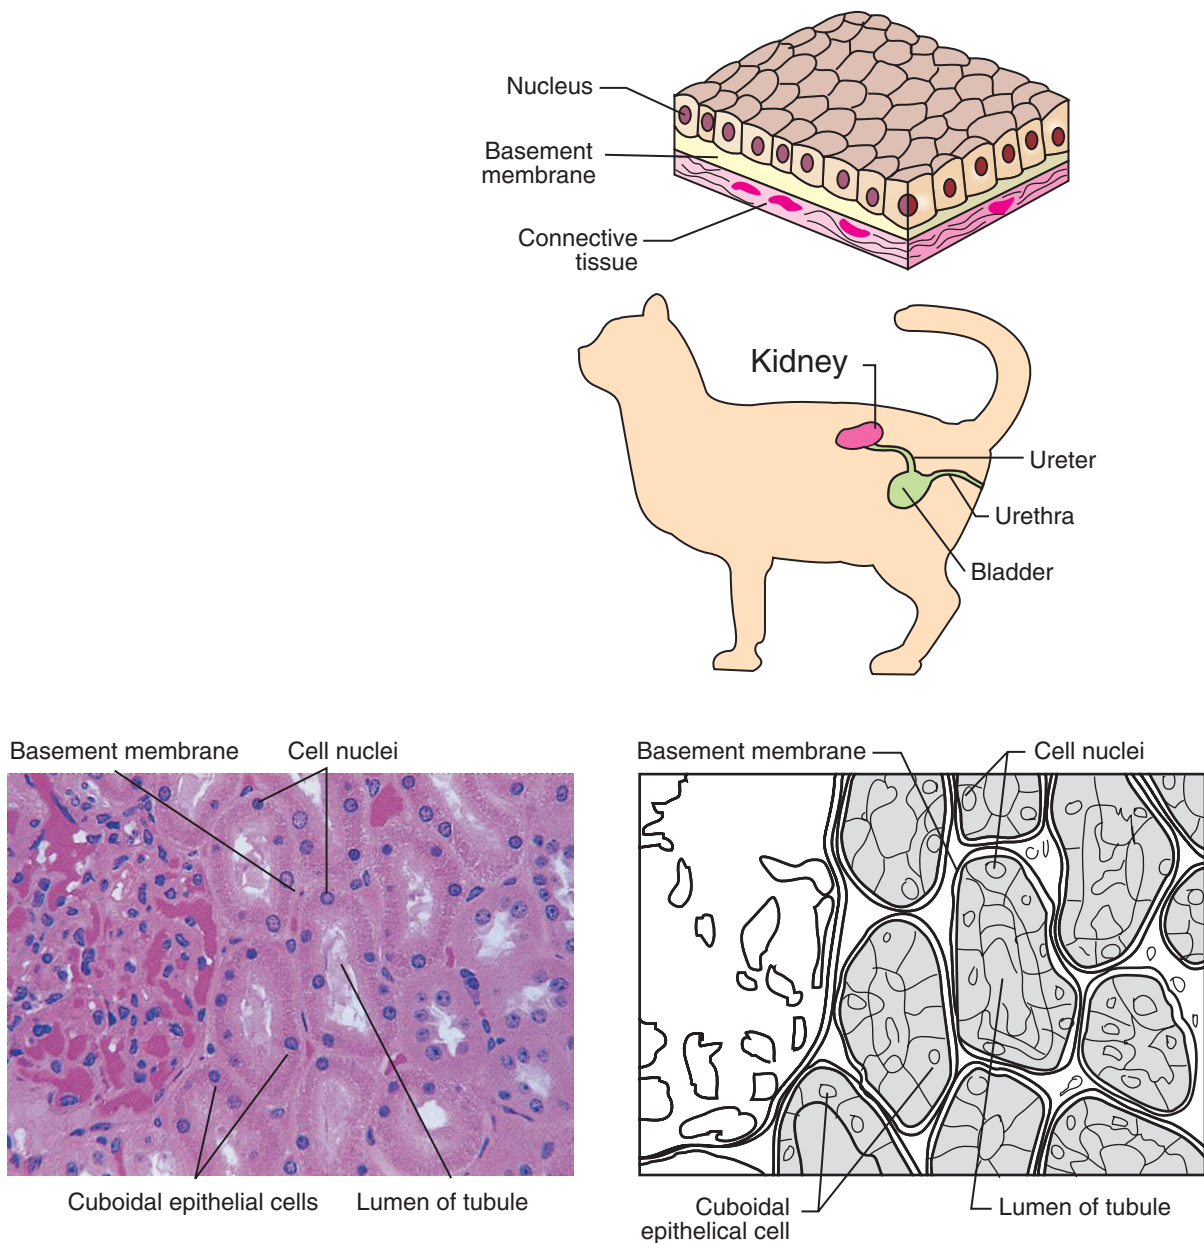 Nucleus
Basement
membrane
Connective
tissue
Kidney
Ureter
Urethra
Bladder
Basement membrane
Cell nuclei
Cuboidal epithelial cells
Lumen of tubule
Basement membrane
Cell nuclei
Cuboidal
epithelical cell
Lumen of tubule